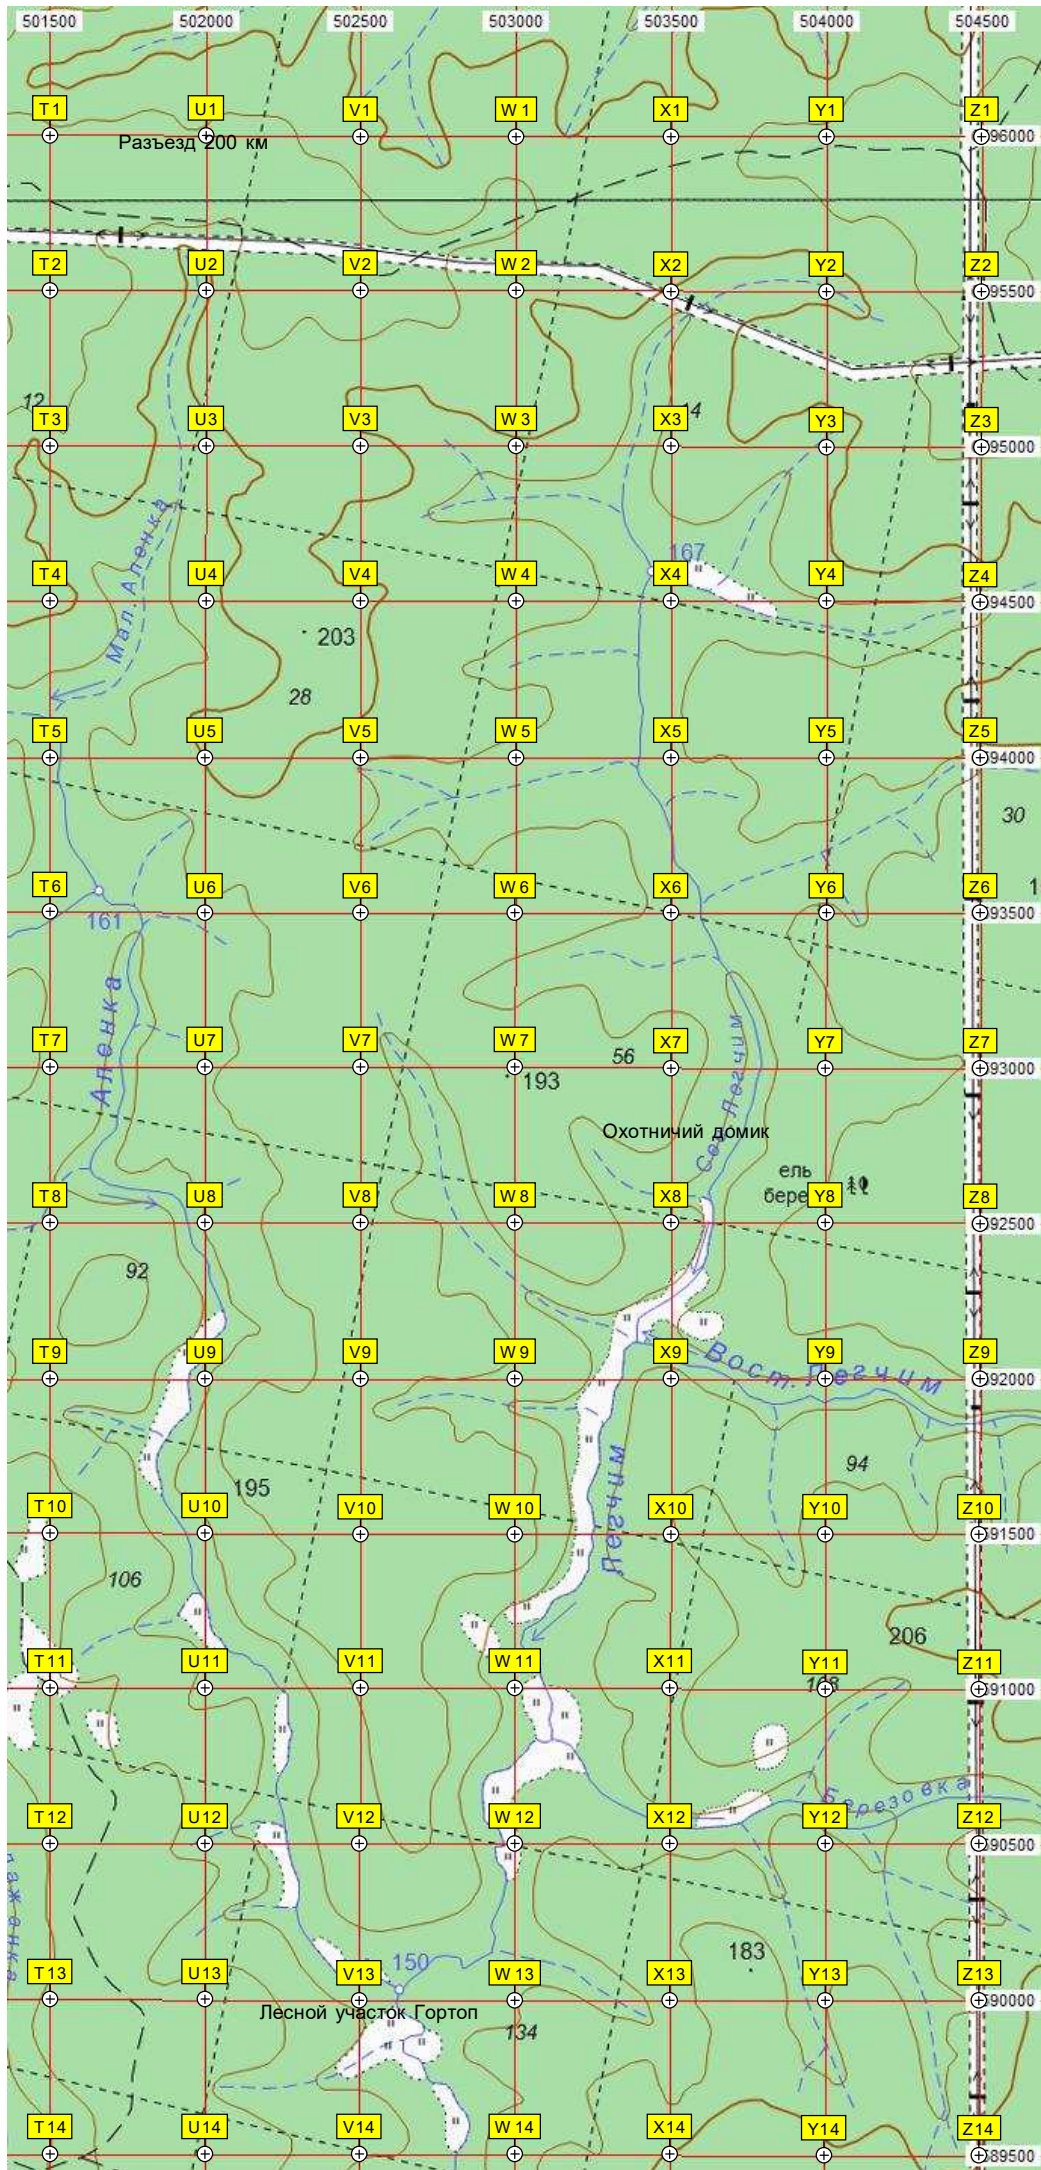 501500 502000 502500 503000 503500 504000 504500
T1 U1 V1 W1 X1 Y1 Z1
96000
Разъезд 200 км
T2 U2 V2 W2 X2 Y2 Z2
95500
12
14
T3 U3 V3 W3 X3 Y3 Z3
95000
Мал. Аленка
167
T4 U4 V4 W4 X4 Y4 Z4
94500
203
28
T5 U5 V5 W5 X5 Y5 Z5
94000
30
T6 U6 V6 W6 X6 Y6 Z6
1
93500
161
Аленка
T7 U7 V7 W7 X7 Y7 Z7
56
93000
193
Легчим
Охотничий домик
ель
T8 U8 V8 W8 X8 Y8 Z8
92500
92
T9 U9 V9 W9 X9 Y9 Z9
Вост. Легчим
92000
94
195
Легчим
T10 U10 V10 W10 X10 Y10 Z10
91500
106
206
T11 U11 V11 W11 X11 Y11 Z11
91000
Березовка
T12 U12 V12 W12 X12 Y12 Z12
90500
183
150
T13 U13 V13 W13 X13 Y13 Z13
90000
Лесной участок Гортоп
134
T14 U14 V14 W14 X14 Y14 Z14
689500